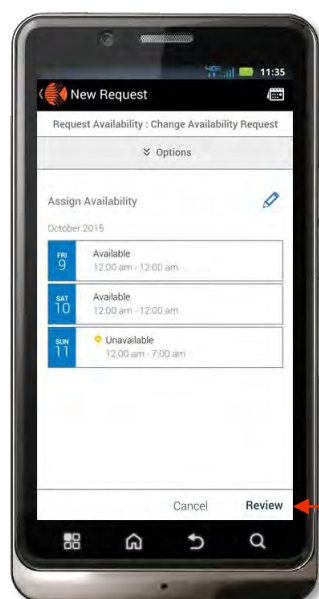 11:35
New Request
Request Availability : Change Availability Request
Options
Assign Availability
October 2015
FRI
9
Available
12:00 am - 12:00 am
SAT
10
Available
12:00 am - 12:00 am
SUN
11
Unavailable
12:00 am - 7:00 am
Cancel Review